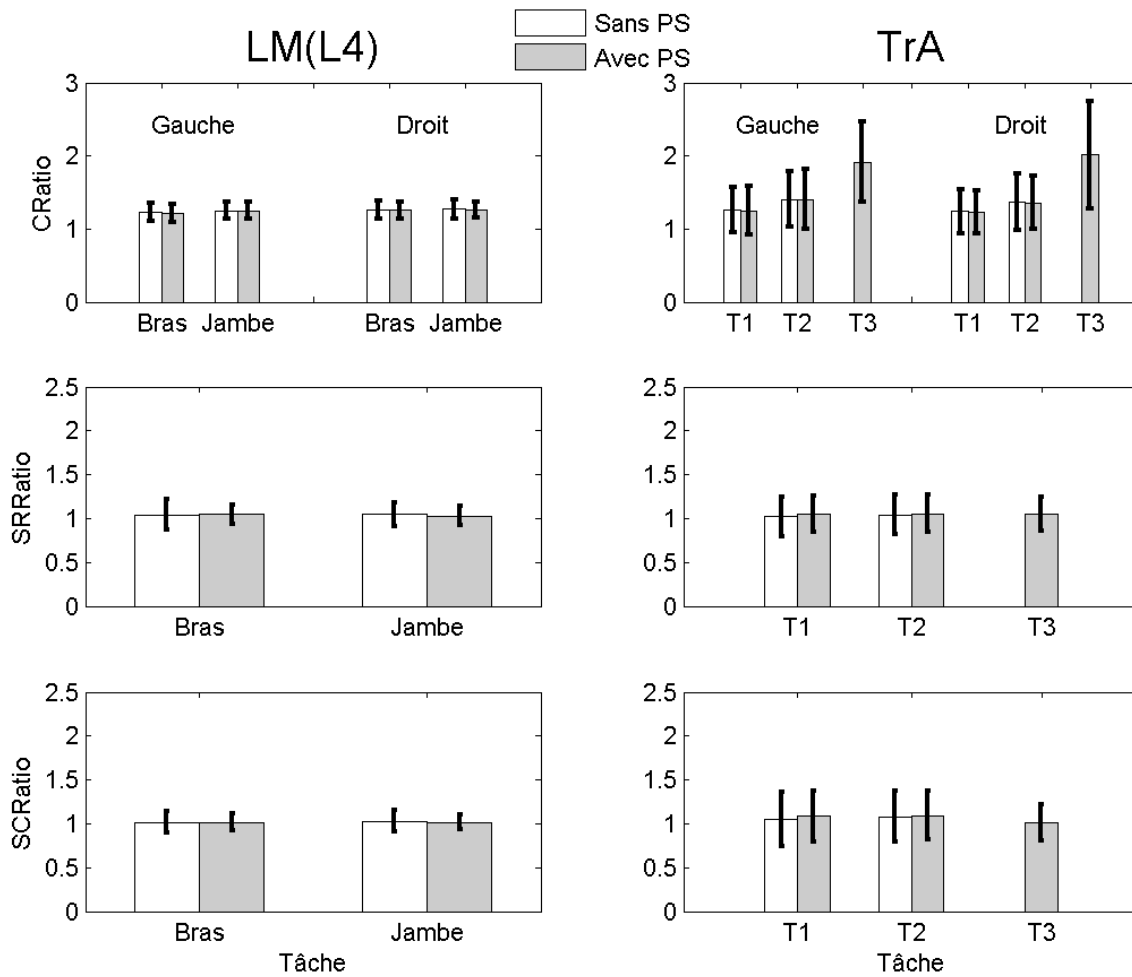 Sans PS
Avec PS
LM(L4)
TrA
CRatio
3
2
1
0
Gauche
Droit
Bras Jambe Bras Jambe
3
2
1
0
Gauche
Droit
T1 T2 T3 T1 T2 T3
SRRatio
2.5
2
1.5
1
0.5
0
Bras Jambe
2.5
2
1.5
1
0.5
0
T1 T2 T3
SCRatio
2.5
2
1.5
1
0.5
0
Bras Jambe
Tâche
2.5
2
1.5
1
0.5
0
T1 T2 T3
Tâche